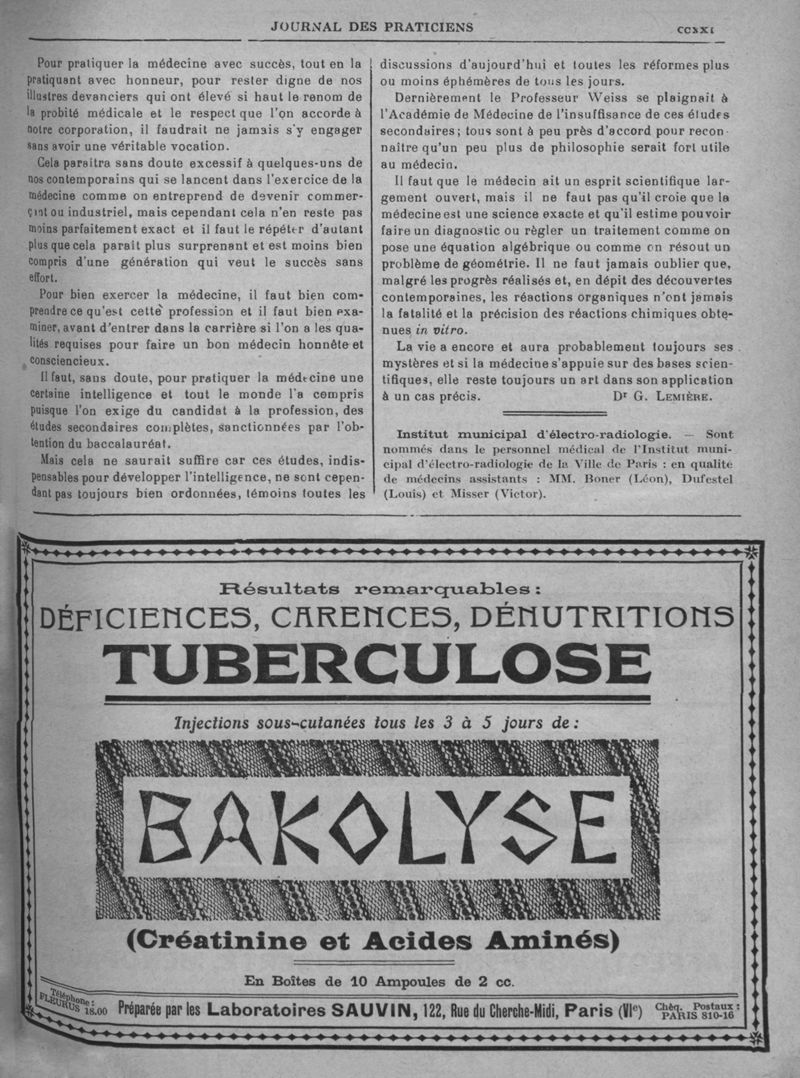 JOURNAL DES PRATICIENS
CCXXI
Pour pratiquer la médecine avec succès, tout en la
pratiquant avec honneur, pour rester digne de nos
illustres devanciers qui ont élevé si haut le renom de
la probité médicale et le respect que l'on accorde à
notre corporation, il faudrait ne jamais s'y engager
sans avoir une véritable vocation.
Cela paraîtra sans doute excessif à quelques-uns de
nos contemporains qui se lancent dans l'exercice de la
médecine comme on entreprend de devenir commer-
çant ou industriel, mais cependant cela n'en reste pas
moins parfaitement exact et il faut le répéter d'autant
plus que cela paraît plus surprenant et est moins bien
compris d'une génération qui veut le succès sans
effort.
Pour bien exercer la médecine, il faut bien com-
prendre ce qu'est cette profession et il faut bien exa-
miner, avant d'entrer dans la carrière si l'on a les qua-
lités requises pour faire un bon médecin honnête et
consciencieux.
Il faut, sans doute, pour pratiquer la médecine une
certaine intelligence et tout le monde l'a compris
puisque l'on exige du candidat à la profession, des
études secondaires complètes, sanctionnées par l'ob-
tention du baccalauréat.
Mais cela ne saurait suffire car ces études, indis-
pensables pour développer l'intelligence, ne sont cepen-
dant pas toujours bien ordonnées, témoins toutes les
discussions d'aujourd'hui et toutes les réformes plus
ou moins éphémères de tous les jours.
Dernièrement le Professeur Weiss se plaignait à
l'Académie de Médecine de l'insuffisance de ces études
secondaires; tous sont à peu près d'accord pour recon-
naître qu'un peu plus de philosophie serait fort utile
au médecin.
Il faut que le médecin ait un esprit scientifique lar-
gement ouvert, mais il ne faut pas qu'il croie que la
médecine est une science exacte et qu'il estime pouvoir
faire un diagnostic ou règler un traitement comme on
pose une équation algébrique ou comme on résout un
problème de géométrie. Il ne faut jamais oublier que,
malgré les progrès réalisés et, en dépit des découvertes
contemporaines, les réactions organiques n'ont jamais
la fatalité et la précision des réactions chimiques obte-
nues in vitro.
La vie a encore et aura probablement toujours ses
mystères et si la médecine s'appuie sur des bases scien-
tifiques, elle reste toujours un art dans son application
à un cas précis. Dr G. LEMIÈRE.
Institut municipal d'électro-radiologie. — Sont
nommés dans le personnel médical de l'Institut muni-
cipal d'électro-radiologie de la Ville de Paris : en qualité
de médecins assistants : MM. Boner (Léon), Dufestel
(Louis) et Misser (Victor).
Résultats remarquables :
DÉFICIENCES, CARENCES, DÉNUTRITIONS
TUBERCULOSE
Injections sous-cutanées tous les 3 à 5 jours de :
BAKOLYSE
(Créatinine et Acides Aminés)
En Boîtes de 10 Ampoules de 2 cc.
Téléphone :
FLEURUS 18.00
Préparée par les Laboratoires SAUVIN, 122, Rue du Cherche-Midi, Paris (VIe)
Chèq. Postaux :
PARIS 810-16